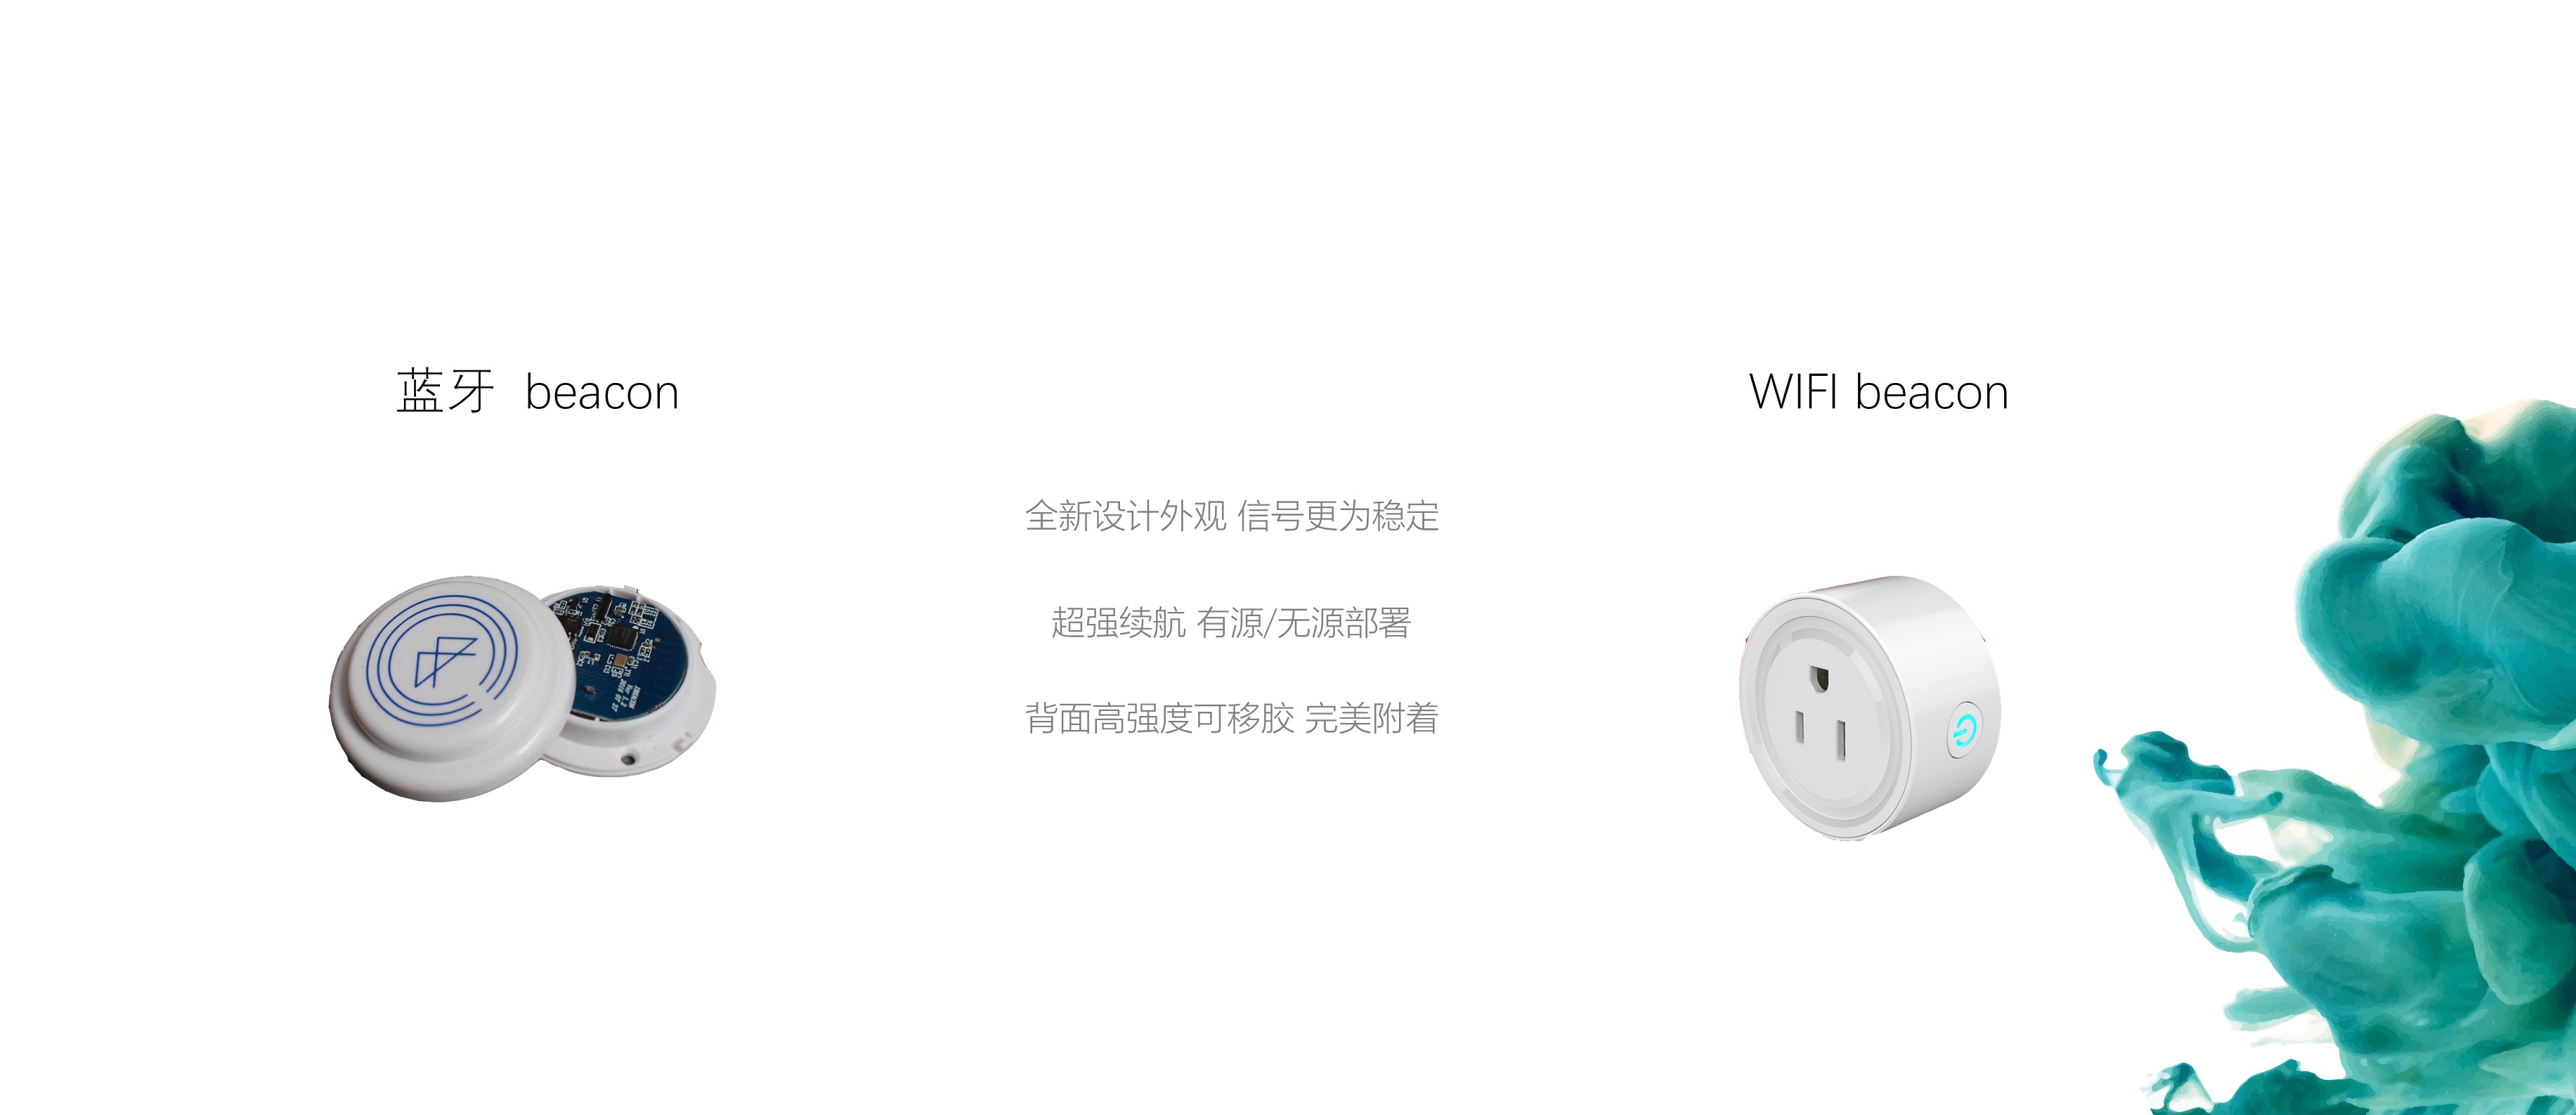 蓝牙 beacon
全新设计外观 信号更为稳定
超强续航 有源/无源部署
背面高强度可移胶 完美附着
WIFI beacon